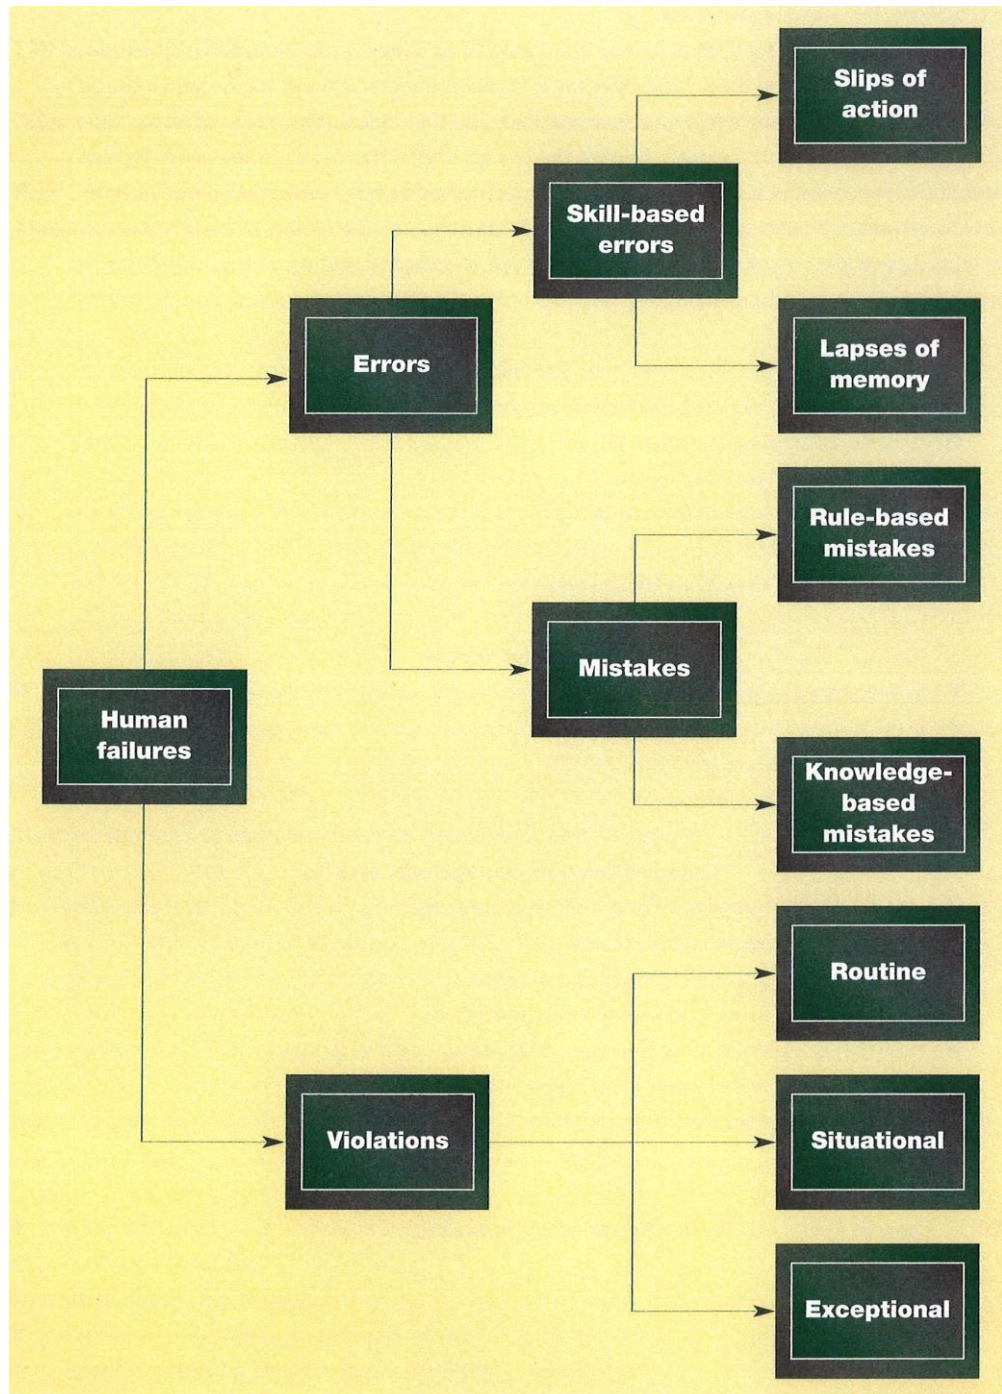 Slips of
action
Skill-based
errors
Errors
Lapses of
memory
Rule-based
mistakes
Mistakes
Human
failures
Knowledge-
based
mistakes
Routine
Violations
Situational
Exceptional